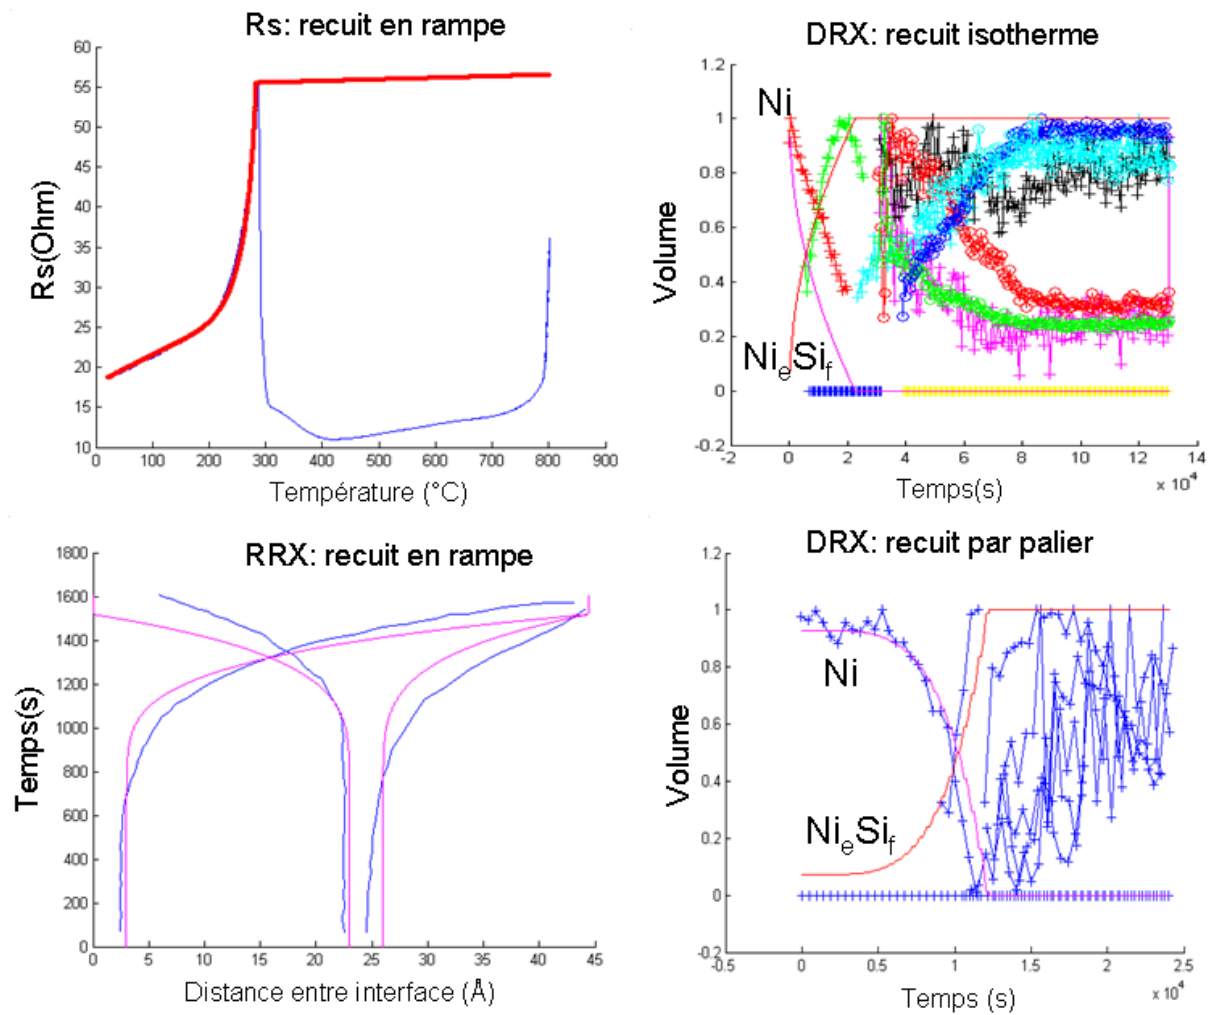 Rs: recuit en rampe
60
55
50
45
40
35
30
25
20
15
10
Rs(Ohm)
0 100 200 300 400 500 600 700 800 900
Température (°C)
DRX: recuit isotherme
1.2
1
0.8
0.6
0.4
0.2
0
-0.2
Volume
Ni
NieSif
-2 0 2 4 6 8 10 12 14
x 10^4
Temps(s)
RRX: recuit en rampe
1800
1600
1400
1200
1000
800
600
400
200
0
Temps(s)
0 5 10 15 20 25 30 35 40 45
Distance entre interface (Å)
DRX: recuit par palier
1.2
1
0.8
0.6
0.4
0.2
0
-0.2
Volume
Ni
NieSif
-0.5 0 0.5 1 1.5 2 2.5
x 10^4
Temps (s)